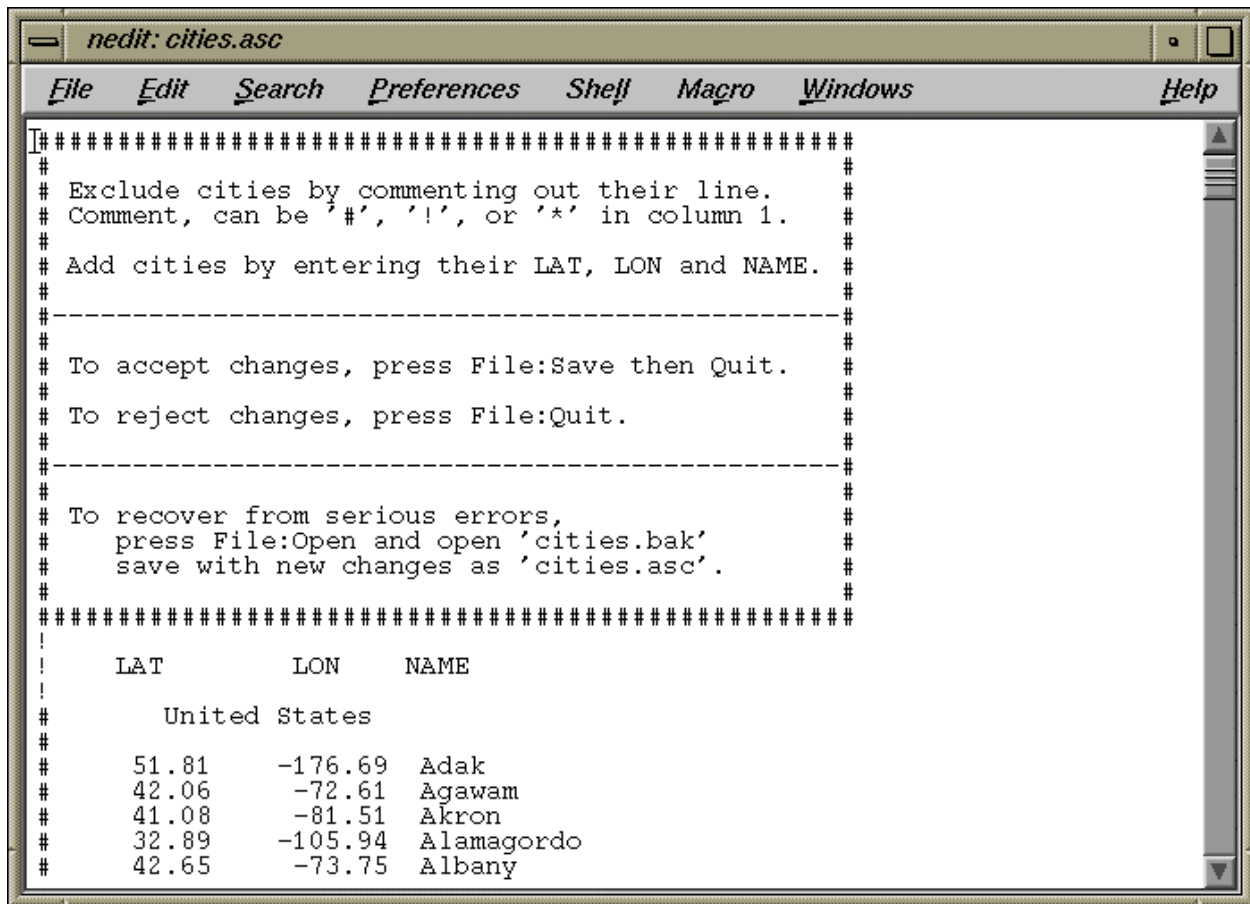 nedit: cities.asc
File Edit Search Preferences Shell Macro Windows Help
###################################################
#                                                 #
# Exclude cities by commenting out their line.    #
# Comment, can be '#', '!', or '*' in column 1.   #
#                                                 #
# Add cities by entering their LAT, LON and NAME. #
#                                                 #
#-------------------------------------------------#
#                                                 #
# To accept changes, press File:Save then Quit.   #
#                                                 #
# To reject changes, press File:Quit.             #
#                                                 #
#-------------------------------------------------#
#                                                 #
# To recover from serious errors,                 #
#    press File:Open and open 'cities.bak'        #
#    save with new changes as 'cities.asc'.       #
#                                                 #
###################################################
!
!    LAT        LON    NAME
!
#       United States
#
#     51.81    -176.69  Adak
#     42.06     -72.61  Agawam
#     41.08     -81.51  Akron
#     32.89    -105.94  Alamagordo
#     42.65     -73.75  Albany